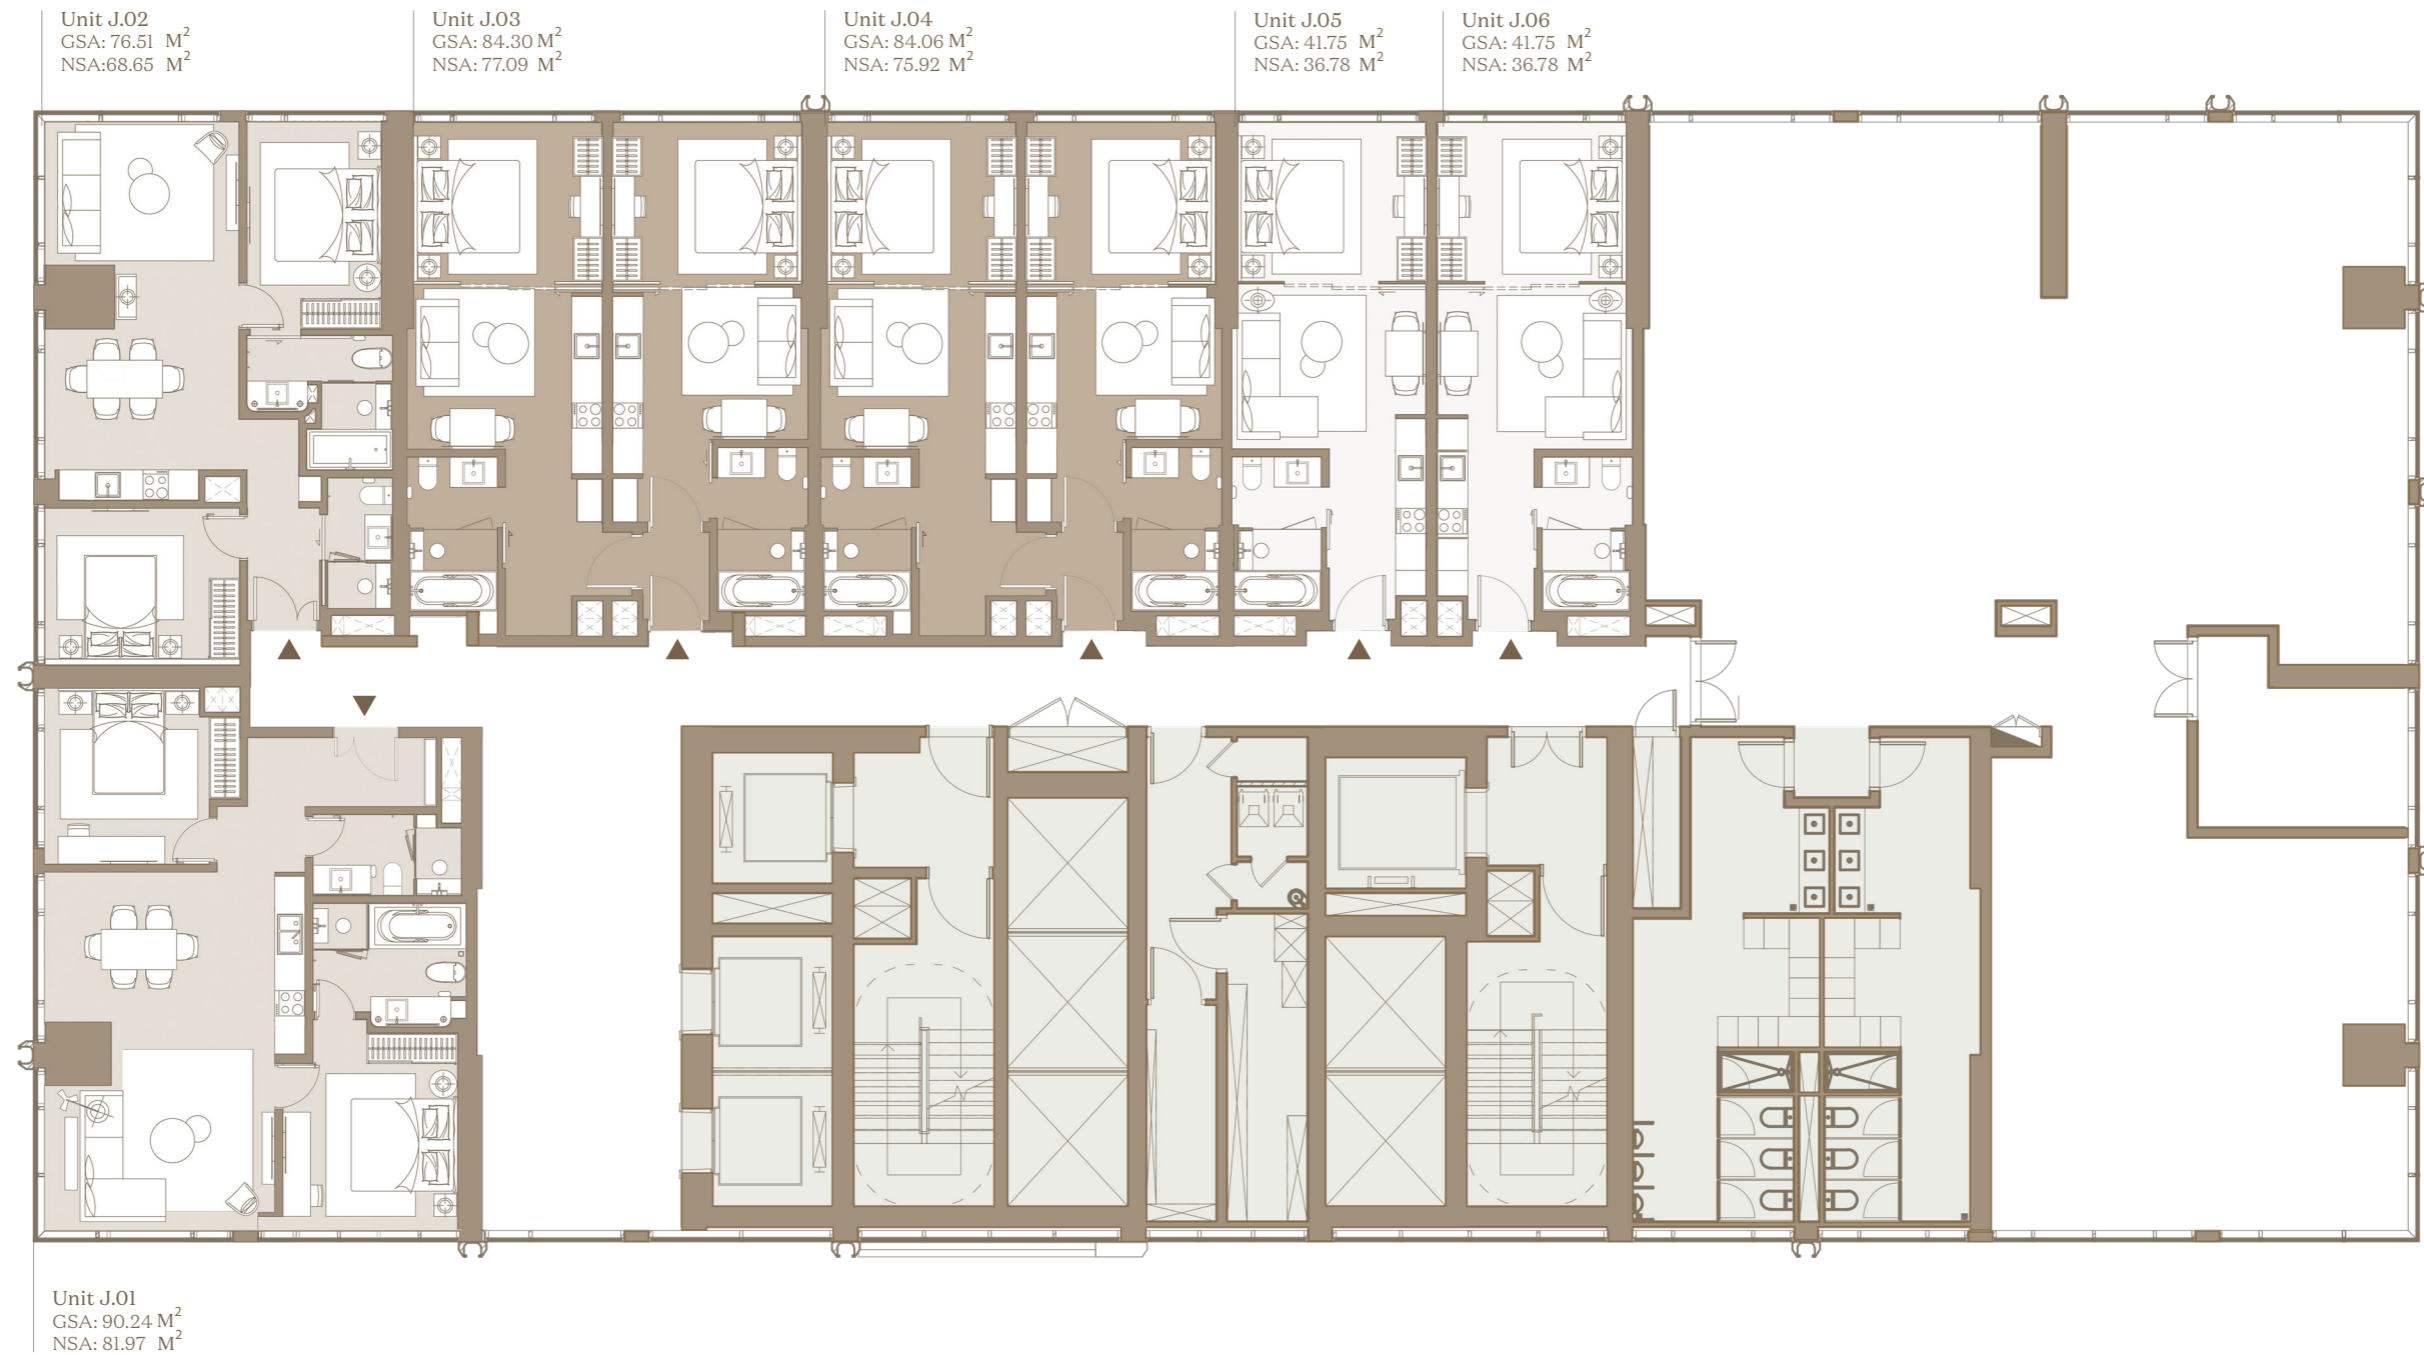 Unit J.02
GSA: 76.51 M²
NSA:68.65 M²
Unit J.03
GSA: 84.30 M²
NSA: 77.09 M²
Unit J.04
GSA: 84.06 M²
NSA: 75.92 M²
Unit J.05
GSA: 41.75 M²
NSA: 36.78 M²
Unit J.06
GSA: 41.75 M²
NSA: 36.78 M²
Unit J.01
GSA: 90.24 M²
NSA: 81.97 M²